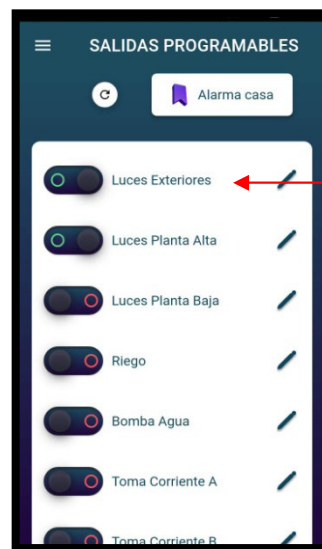 SALIDAS PROGRAMABLES
Alarma casa
Luces Exteriores
Luces Planta Alta
Luces Planta Baja
Riego
Bomba Agua
Toma Corriente A
Toma Corriente B